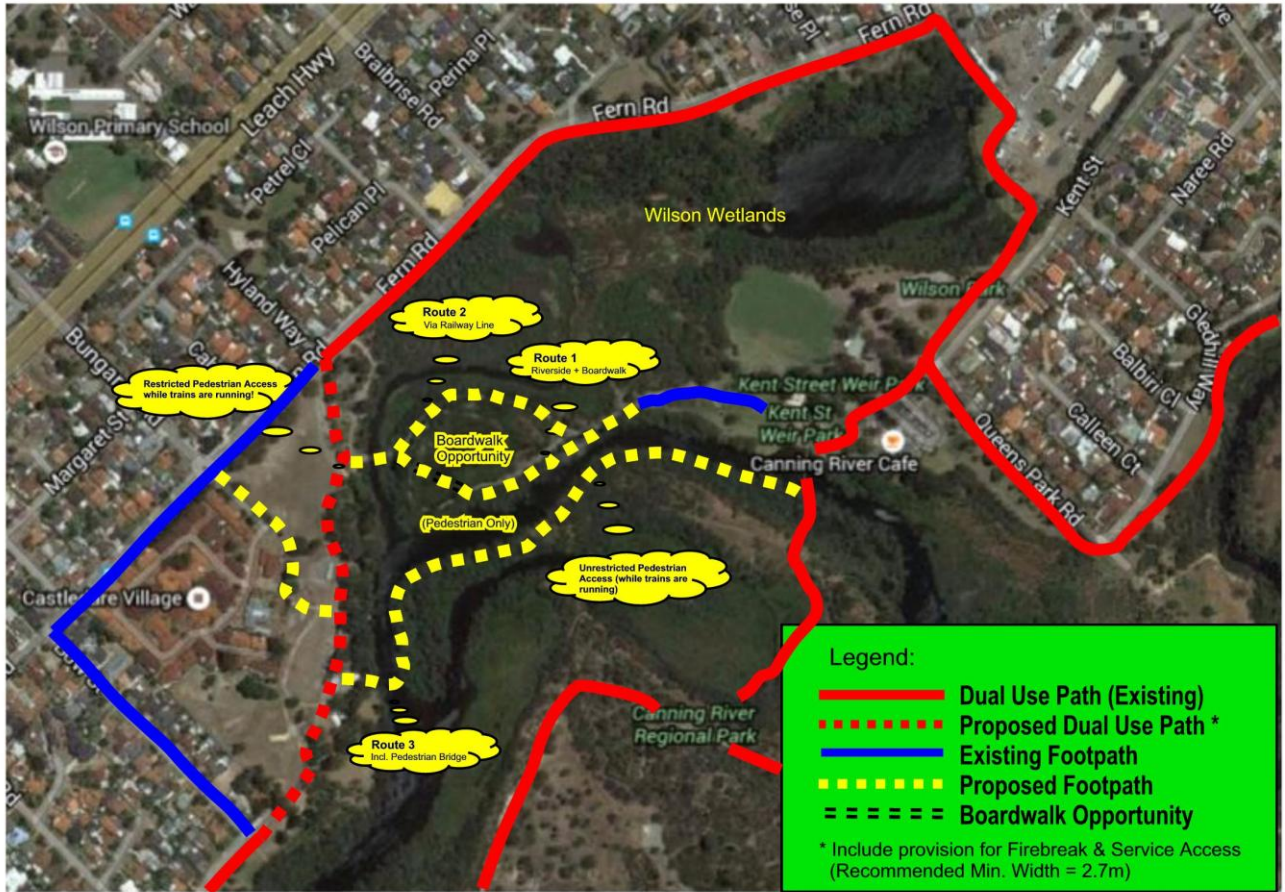 Fern Rd
Braibrise Rd
Perina Pl
Leach Hwy
Fern Rd
Wilson Primary School
Petrel Cl
Kent St
Naree Rd
Pelican Pl
Wilson Wetlands
Fern Rd
Hyland Way
Wilson Park
Route 2
Via Railway Line
Gledhill Way
Route 1
Riverside + Boardwalk
Balbiri Cl
Restricted Pedestrian Access
while trains are
running!
Kent Street Weir Park
Kent St
Weir Park
Calleen Ct
Margaret St
Queens Park Rd
Boardwalk
Opportunity
Canning River Cafe
(Pedestrian Only)
Unrestricted Pedestrian
Access (while trains are
running)
Castlecare Village
Canning River
Regional Park
Route 3
Incl. Pedestrian Bridge
Rd
Legend:
Dual Use Path (Existing)
Proposed Dual Use Path *
Existing Footpath
Proposed Footpath
Boardwalk Opportunity
* Include provision for Firebreak & Service Access
(Recommended Min. Width = 2.7m)